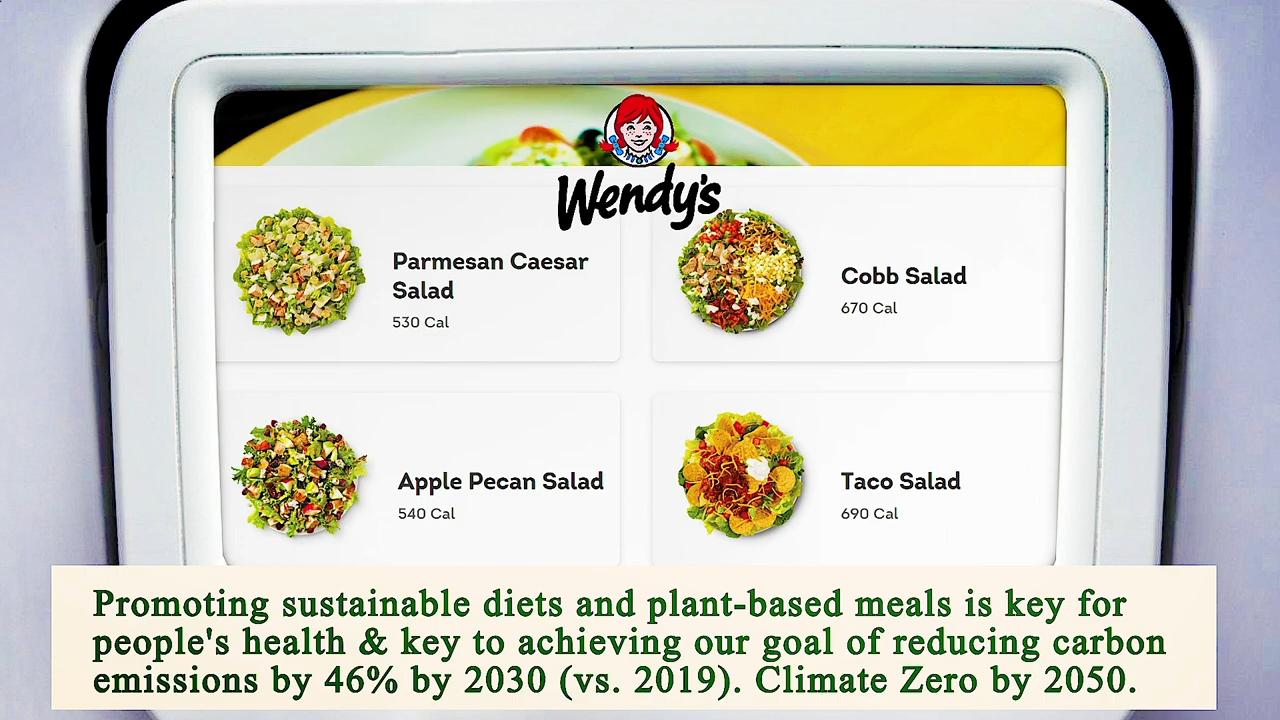 Wendy's
Parmesan Caesar
Salad
530 Cal
Cobb Salad
670 Cal
Apple Pecan Salad
540 Cal
Taco Salad
690 Cal
Promoting sustainable diets and plant-based meals is key for
people's health & key to achieving our goal of reducing carbon
emissions by 46% by 2030 (vs. 2019). Climate Zero by 2050.